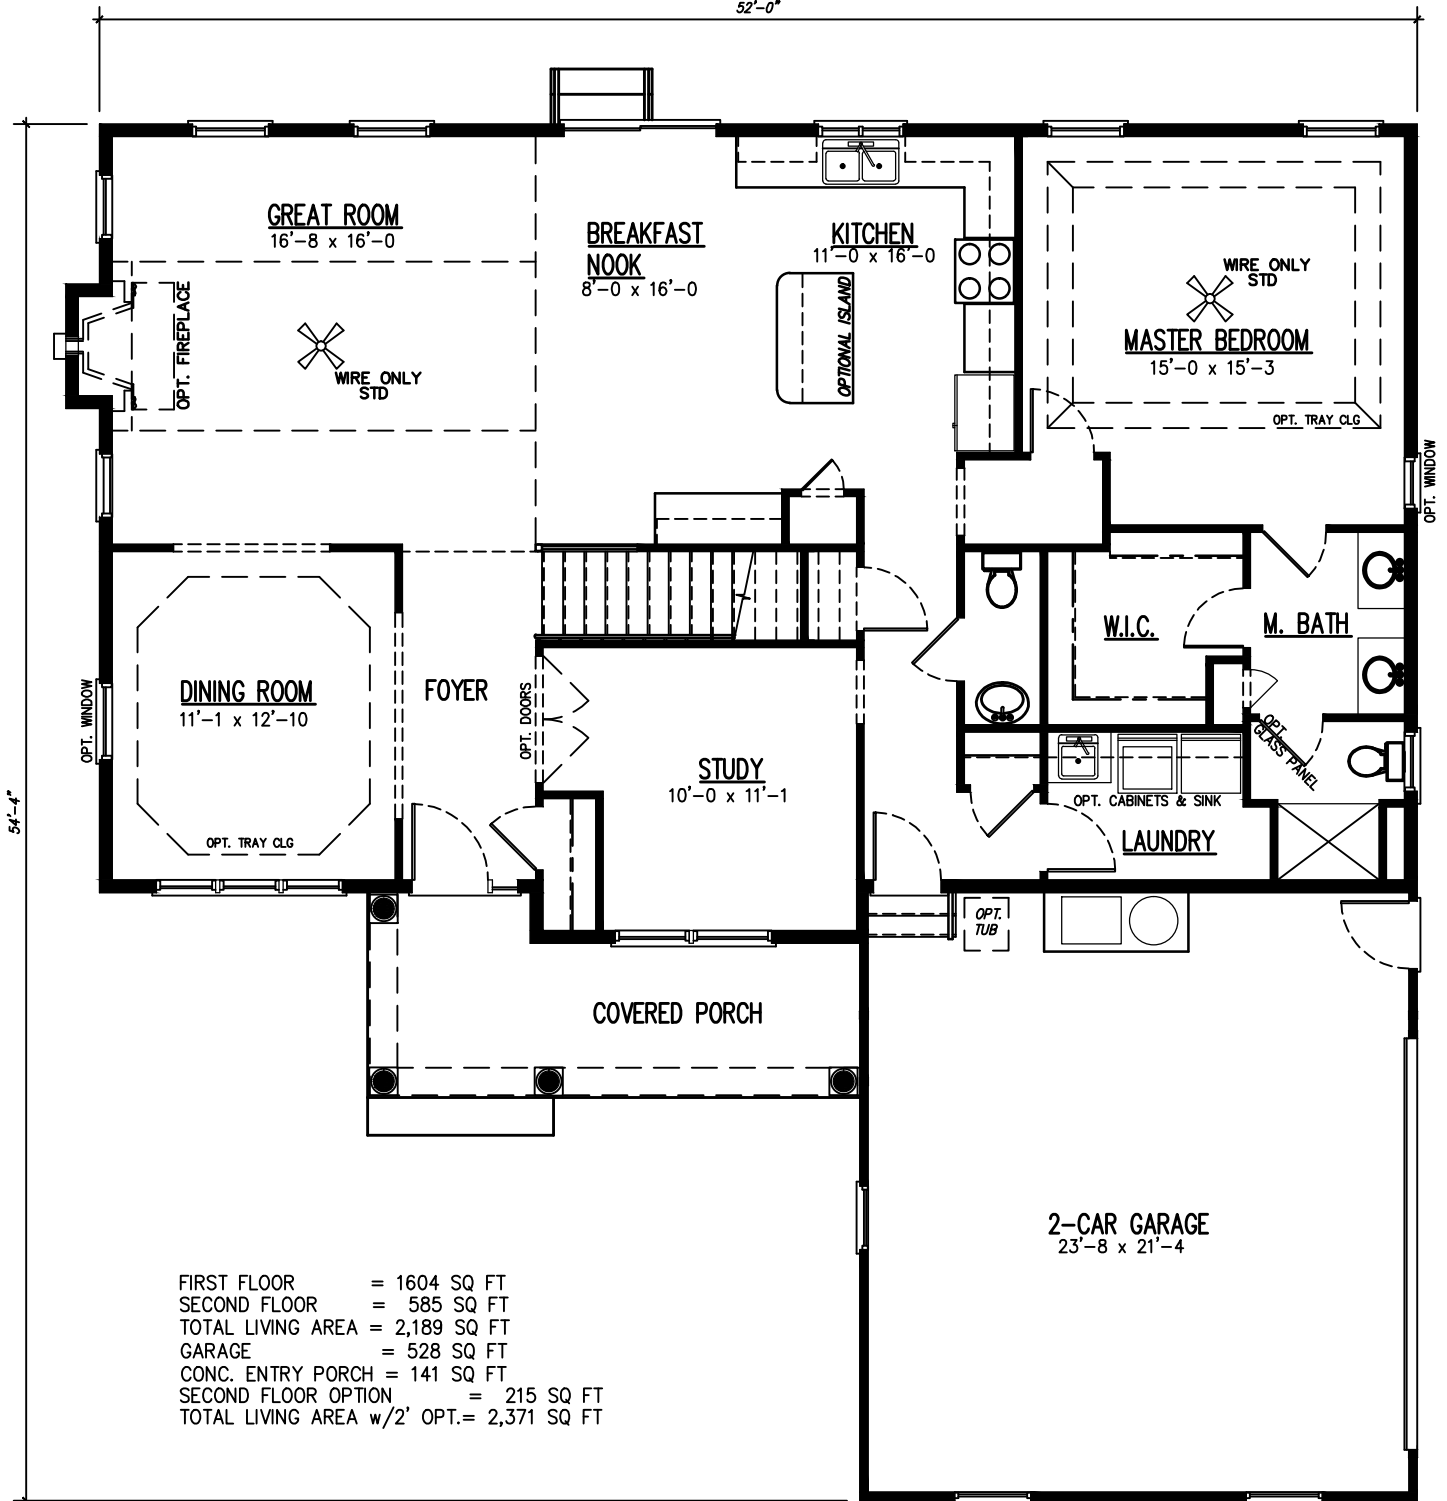 52'-0"
GREAT ROOM
16'-8 x 16'-0
BREAKFAST
NOOK
8'-0 x 16'-0
KITCHEN
11'-0 x 16'-0
OPTIONAL ISLAND
OPT. FIREPLACE
WIRE ONLY
STD
WIRE ONLY
STD
MASTER BEDROOM
15'-0 x 15'-3
OPT. TRAY CLG
OPT. WINDOW
W.I.C.
M. BATH
DINING ROOM
11'-1 x 12'-10
OPT. WINDOW
OPT. TRAY CLG
FOYER
OPT. DOORS
STUDY
10'-0 x 11'-1
OPT.
GLASS PANEL
OPT. CABINETS & SINK
LAUNDRY
54'-4"
OPT.
TUB
COVERED PORCH
2-CAR GARAGE
23'-8 x 21'-4
FIRST FLOOR = 1604 SQ FT
SECOND FLOOR = 585 SQ FT
TOTAL LIVING AREA = 2,189 SQ FT
GARAGE = 528 SQ FT
CONC. ENTRY PORCH = 141 SQ FT
SECOND FLOOR OPTION = 215 SQ FT
TOTAL LIVING AREA w/2' OPT.= 2,371 SQ FT